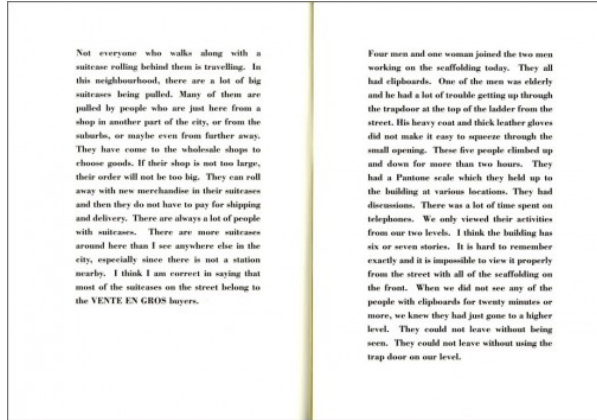 Not everyone who walks along with a
suitcase rolling behind them is travelling. In
this neighbourhood, there are a lot of big
suitcases being pulled. Many of them are
pulled by people who are just here from a
shop in another part of the city, or from the
suburbs, or maybe even from further away.
They have come to the wholesale shops to
choose goods. If their shop is not too large,
their order will not be too big. They can roll
away with new merchandise in their suitcases
and then they do not have to pay for shipping
and delivery. There are always a lot of people
with suitcases. There are more suitcases
around here than I see anywhere else in the
city, especially since there is not a station
nearby. I think I am correct in saying that
most of the suitcases on the street belong to
the VENTE EN GROS buyers.
Four men and one woman joined the two men
working on the scaffolding today. They all
had clipboards. One of the men was elderly
and he had a lot of trouble getting up through
the trapdoor at the top of the ladder from the
street. His heavy coat and thick leather gloves
did not make it easy to squeeze through the
small opening. These five people climbed up
and down for more than two hours. They
had a Pantone scale which they held up to
the building at various locations. They had
discussions. There was a lot of time spent on
telephones. We only viewed their activities
from our two levels. I think the building has
six or seven stories. It is hard to remember
exactly and it is impossible to view it properly
from the street with all of the scaffolding on
the front. When we did not see any of the
people with clipboards for twenty minutes or
more, we knew they had just gone to a higher
level. They could not leave without being
seen. They could not leave without using the
trap door on our level.